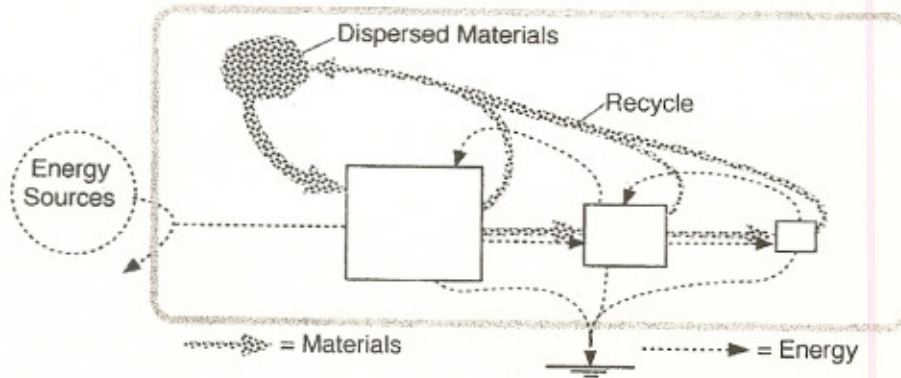 Dispersed Materials
Recycle
Energy
Sources
= Materials
= Energy